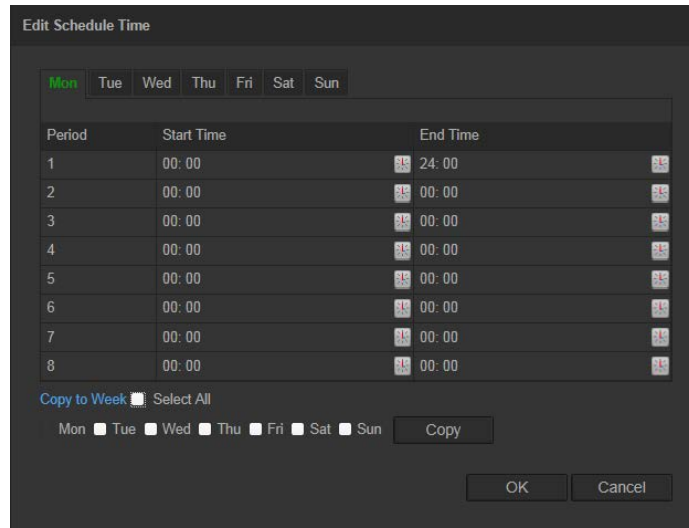 Edit Schedule Time
Mon Tue Wed Thu Fri Sat Sun
Period Start Time End Time
1 00: 00 24: 00
2 00: 00 00: 00
3 00: 00 00: 00
4 00: 00 00: 00
5 00: 00 00: 00
6 00: 00 00: 00
7 00: 00 00: 00
8 00: 00 00: 00
Copy to Week Select All
Mon Tue Wed Thu Fri Sat Sun Copy
OK Cancel